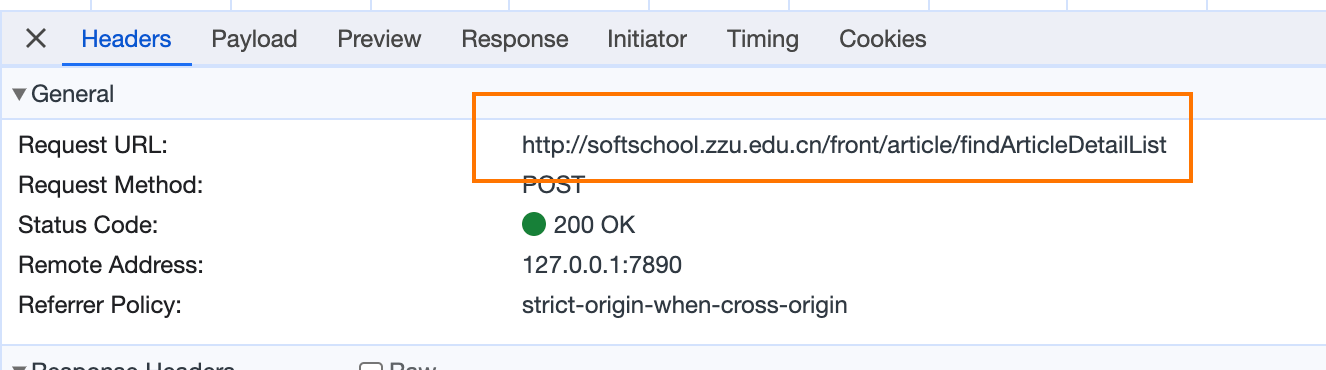 Headers Payload Preview Response Initiator Timing Cookies
General
Request URL: http://softschool.zzu.edu.cn/front/article/findArticleDetailList
Request Method: POST
Status Code: 200 OK
Remote Address: 127.0.0.1:7890
Referrer Policy: strict-origin-when-cross-origin
Response Headers Raw